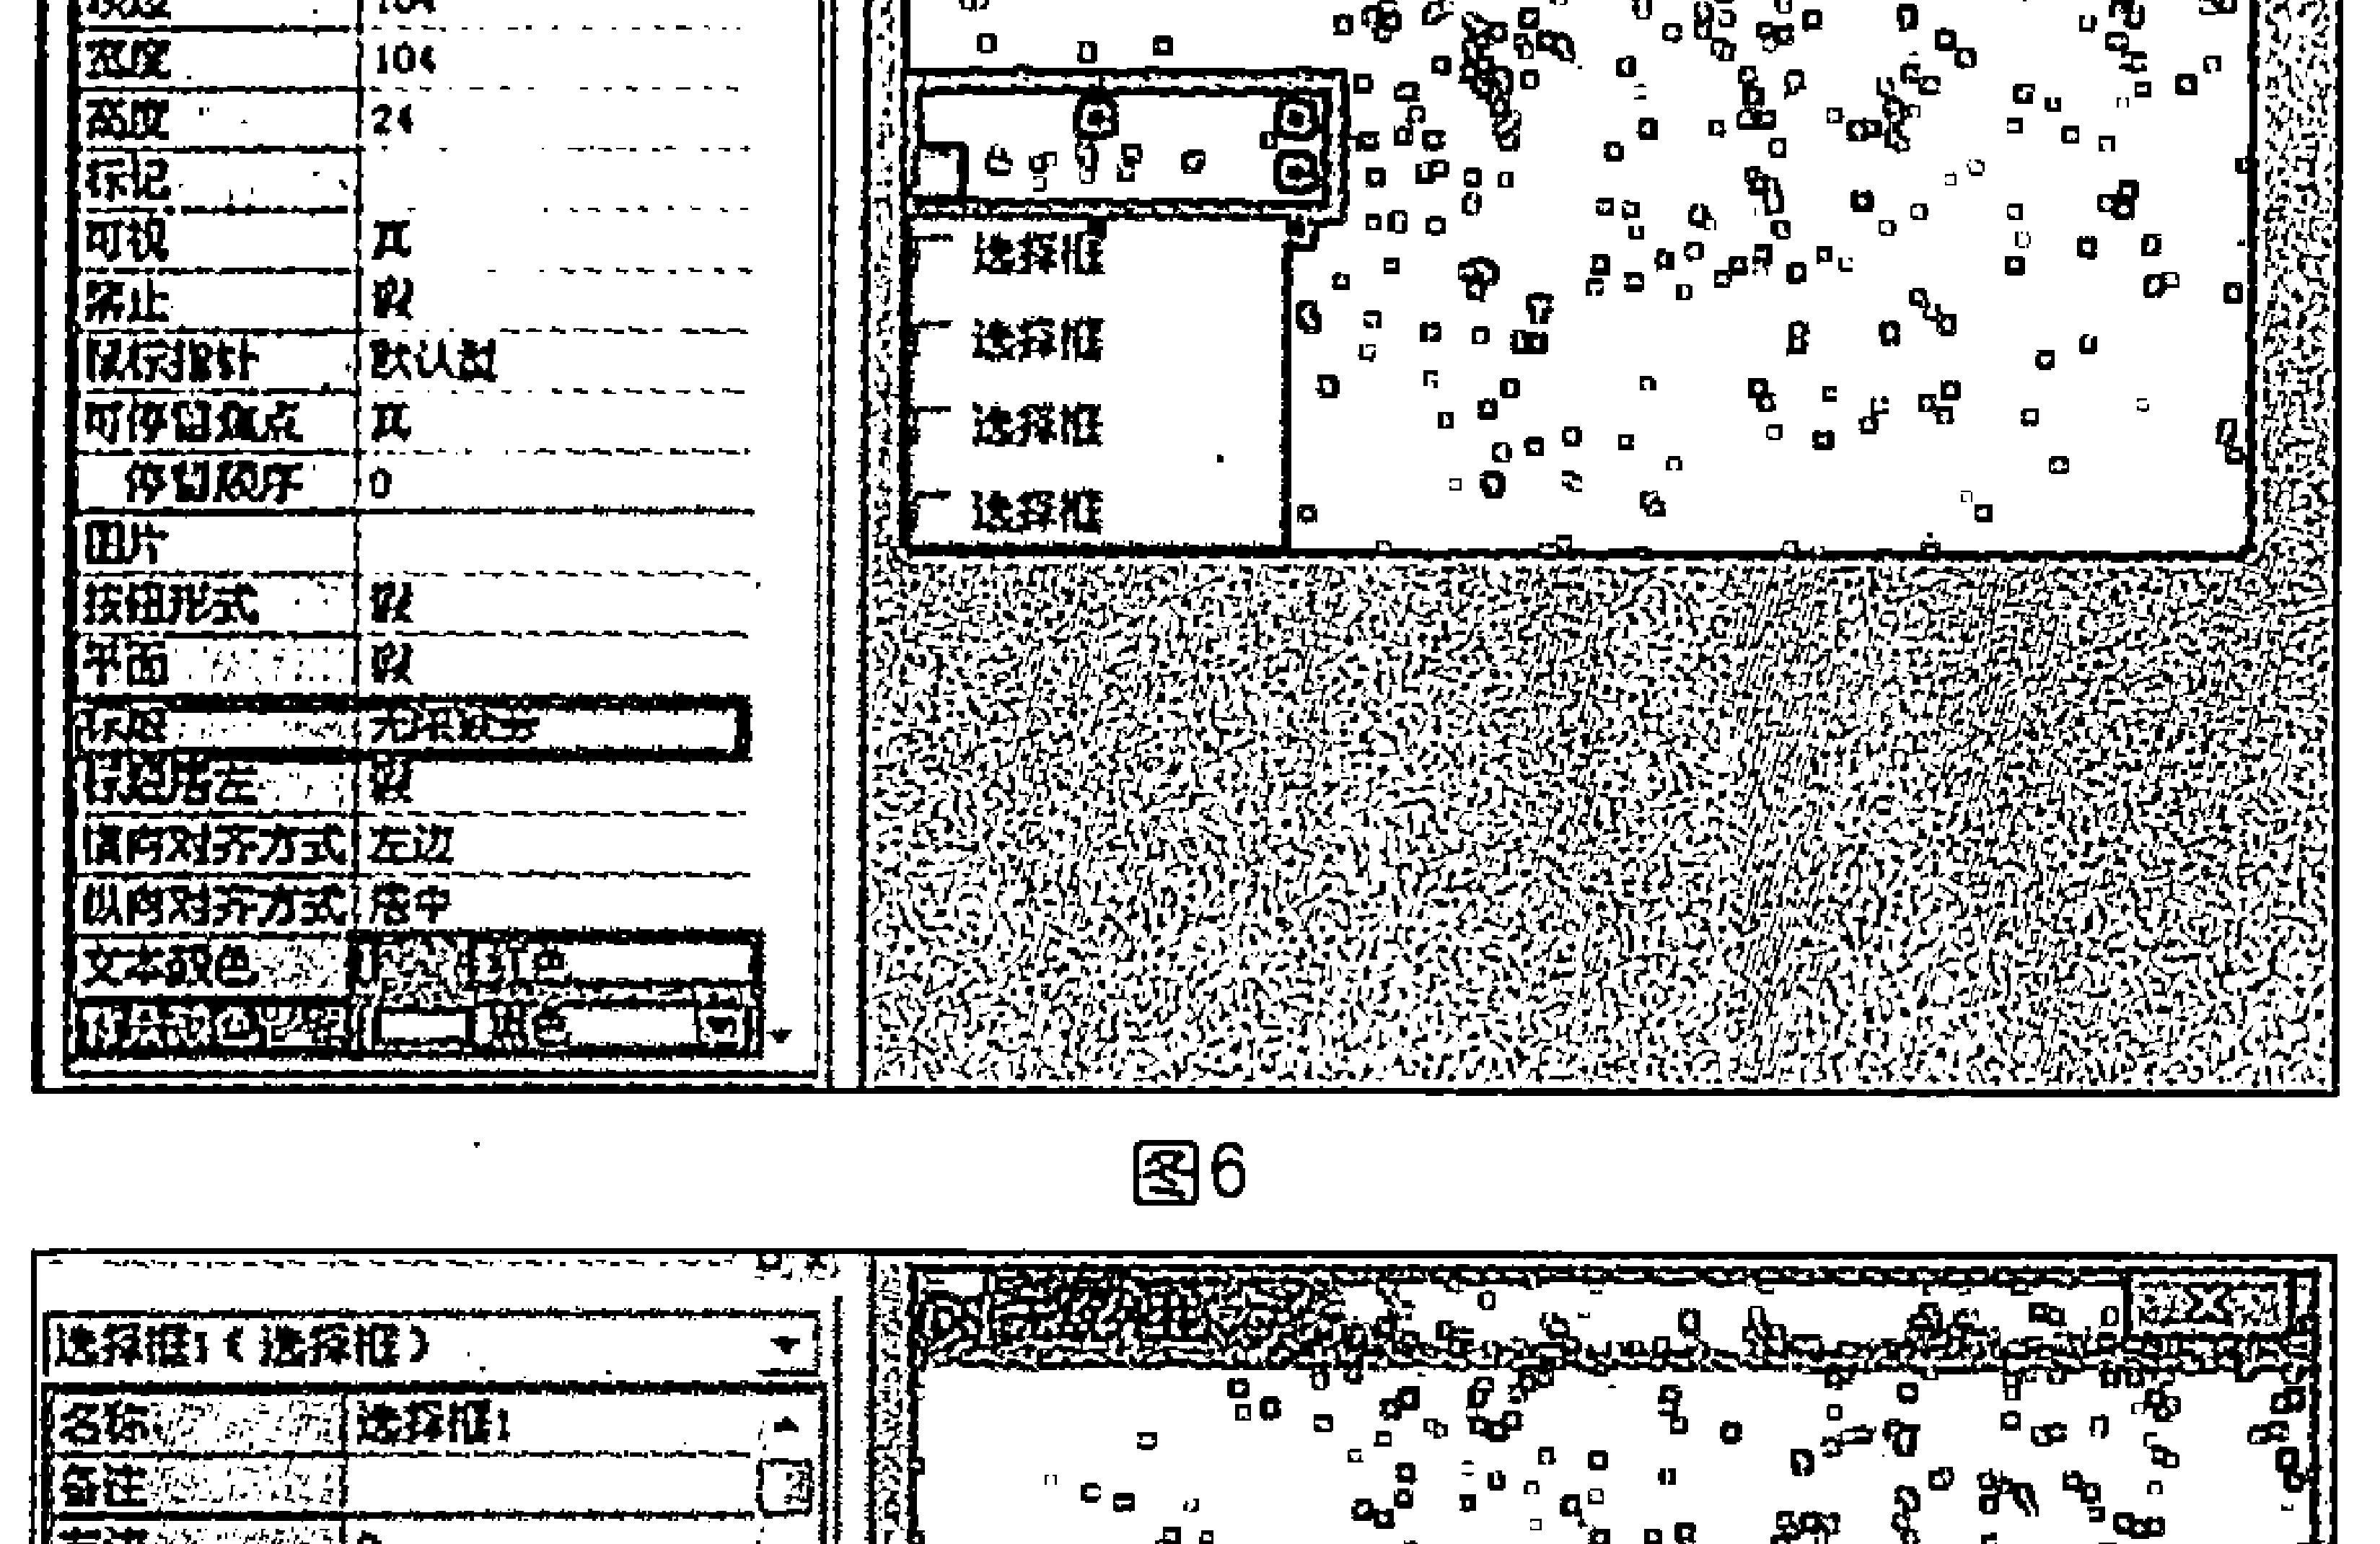 宽度 104
高度 24
标记
可视 真
禁止 假
鼠标指针 默认型
可停留焦点 真
停留顺序 0
图片
按钮形式 假
平面 假
标题
标题居左 假
横向对齐方式 左边
纵向对齐方式 居中
文本颜色 红色
背景颜色 银色
选择框
选择框
选择框
选择框
图6
选择框1（选择框）
名称 选择框1
备注